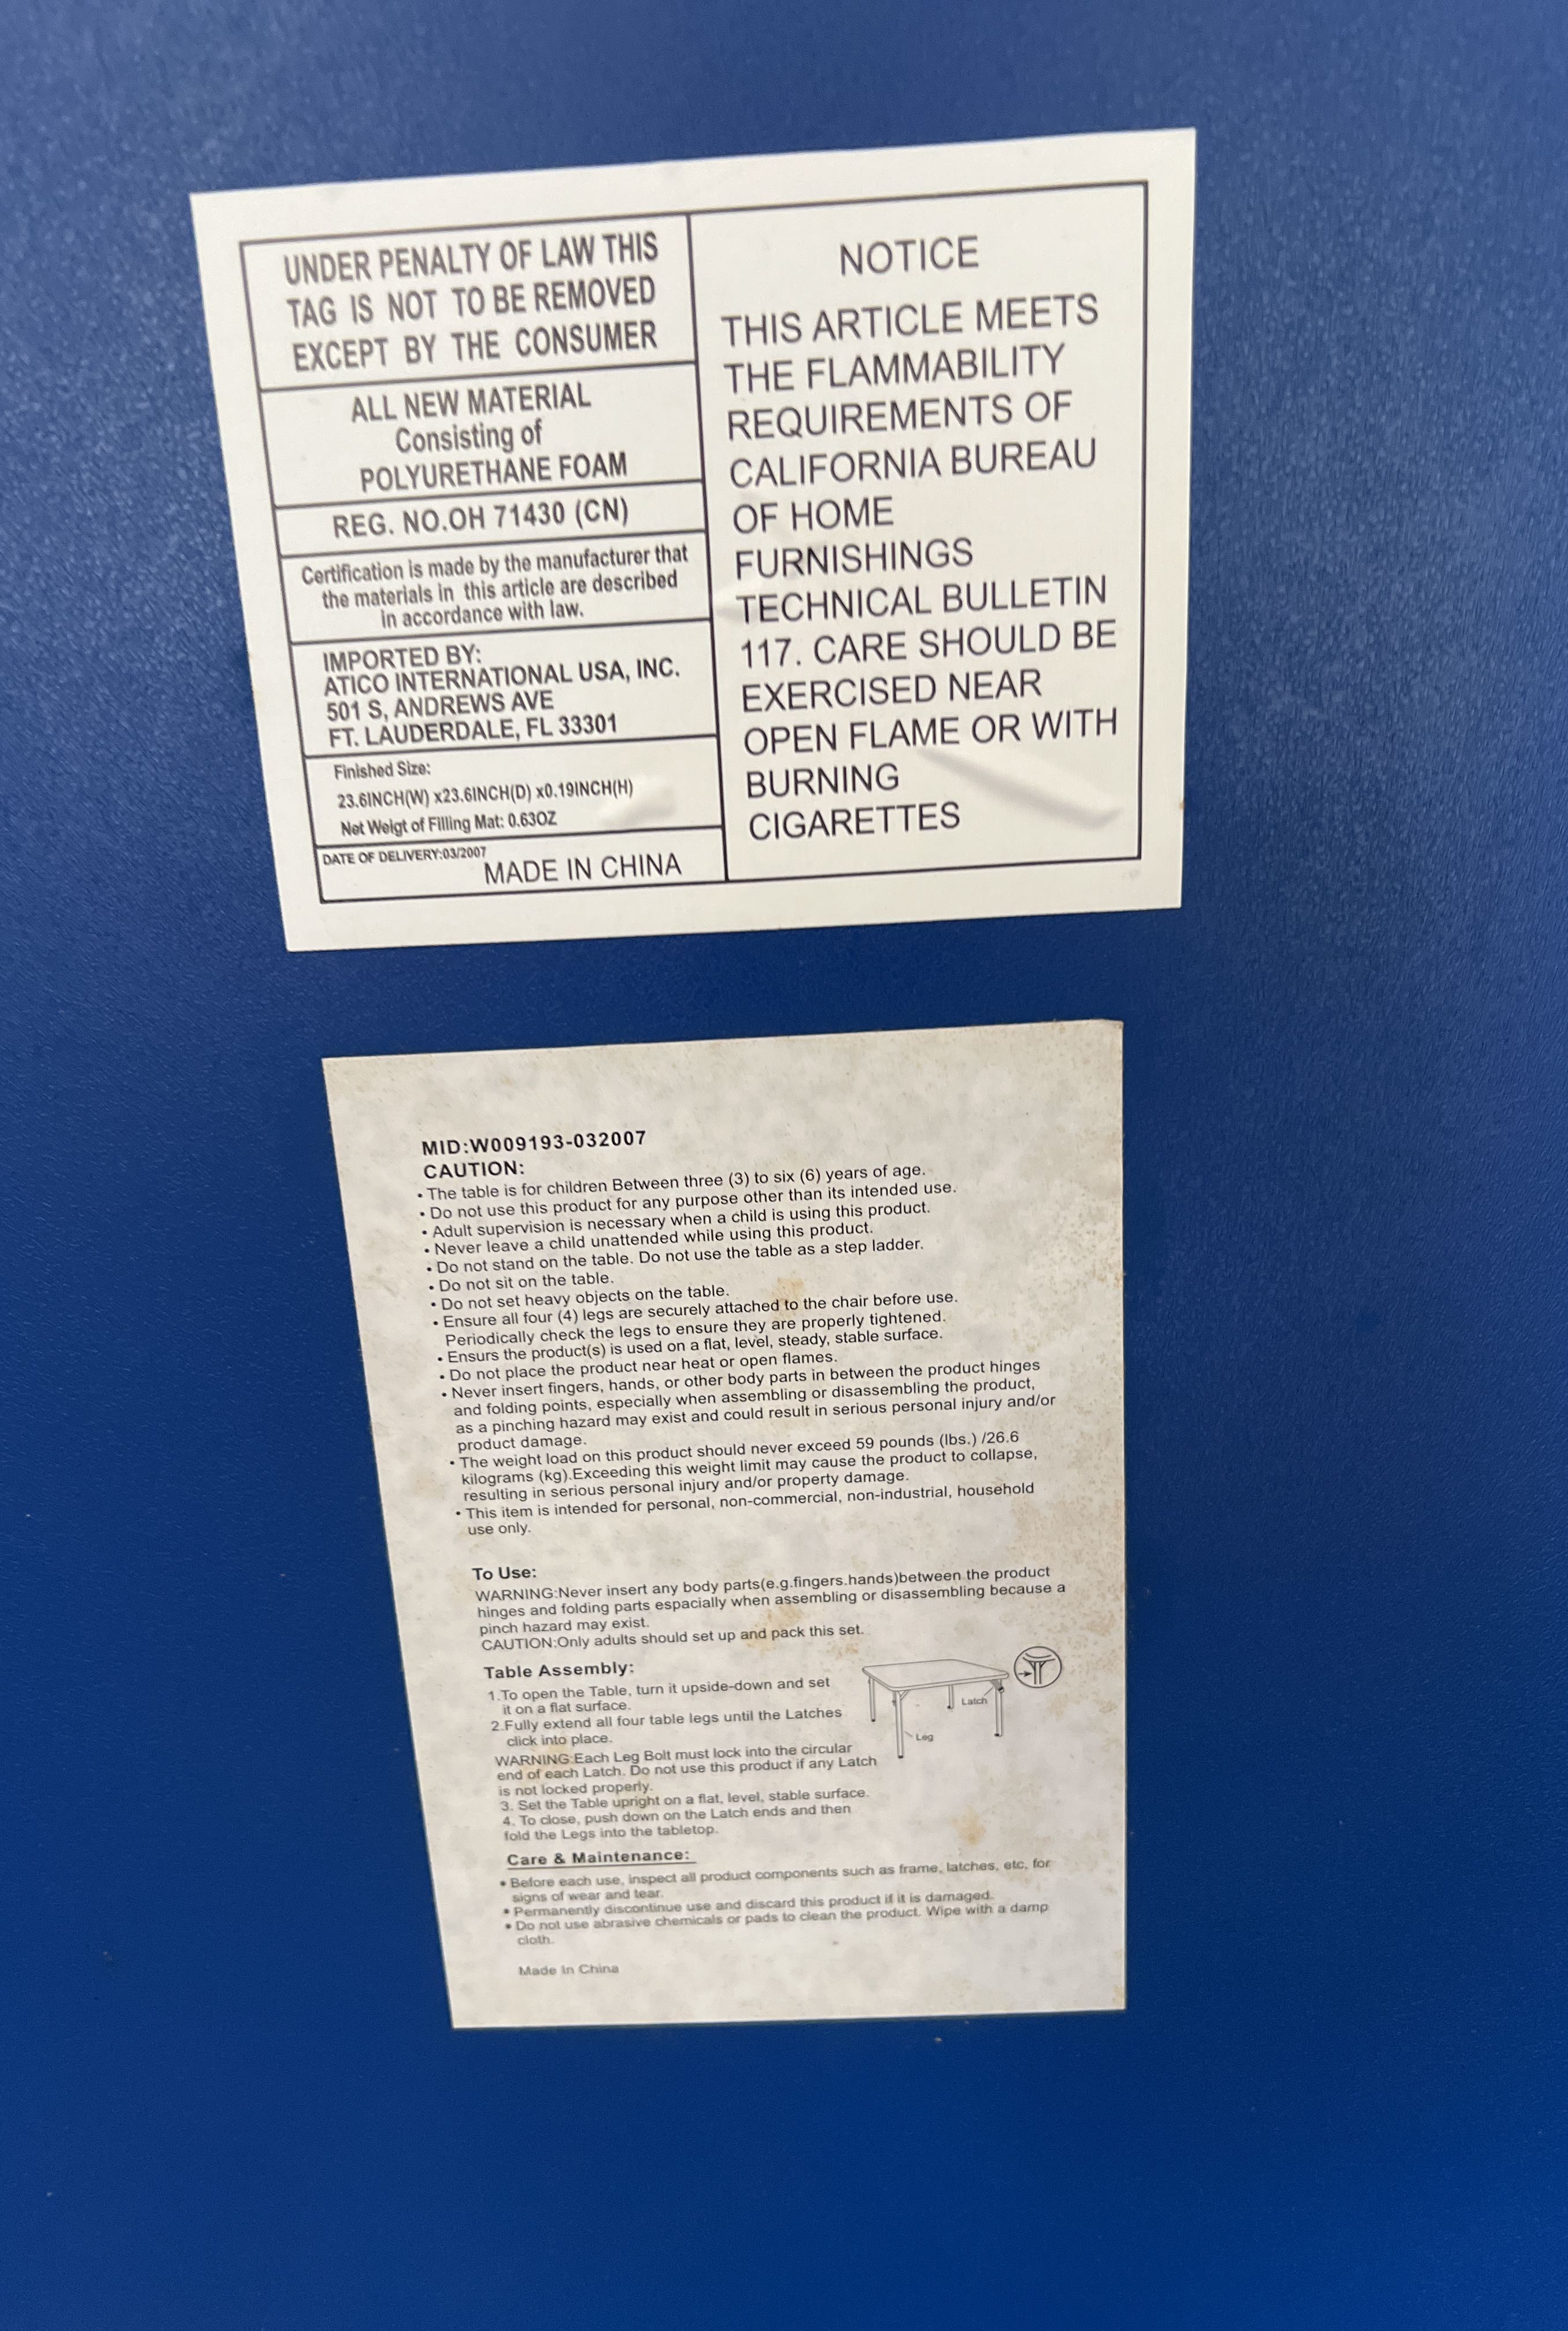 UNDER PENALTY OF LAW THIS
TAG IS NOT TO BE REMOVED
EXCEPT BY THE CONSUMER
ALL NEW MATERIAL
Consisting of
POLYURETHANE FOAM
REG. NO.OH 71430 (CN)
Certification is made by the manufacturer that
the materials in this article are described
in accordance with law.
IMPORTED BY:
ATICO INTERNATIONAL USA, INC.
501 S, ANDREWS AVE
FT. LAUDERDALE, FL 33301
Finished Size:
23.6INCH(W) x23.6INCH(D) x0.19INCH(H)
Net Weigt of Filling Mat: 0.63OZ
DATE OF DELIVERY:03/2007
MADE IN CHINA
NOTICE
THIS ARTICLE MEETS
THE FLAMMABILITY
REQUIREMENTS OF
CALIFORNIA BUREAU
OF HOME
FURNISHINGS
TECHNICAL BULLETIN
117. CARE SHOULD BE
EXERCISED NEAR
OPEN FLAME OR WITH
BURNING
CIGARETTES
MID:W009193-032007
CAUTION:
• The table is for children Between three (3) to six (6) years of age.
• Do not use this product for any purpose other than its intended use.
• Adult supervision is necessary when a child is using this product.
• Never leave a child unattended while using this product.
• Do not stand on the table. Do not use the table as a step ladder.
• Do not sit on the table.
• Do not set heavy objects on the table.
• Ensure all four (4) legs are securely attached to the chair before use.
Periodically check the legs to ensure they are properly tightened.
• Ensurs the product(s) is used on a flat, level, steady, stable surface.
• Do not place the product near heat or open flames.
• Never insert fingers, hands, or other body parts in between the product hinges
and folding points, especially when assembling or disassembling the product,
as a pinching hazard may exist and could result in serious personal injury and/or
product damage.
• The weight load on this product should never exceed 59 pounds (lbs.) /26.6
kilograms (kg).Exceeding this weight limit may cause the product to collapse,
resulting in serious personal injury and/or property damage.
• This item is intended for personal, non-commercial, non-industrial, household
use only.
To Use:
WARNING:Never insert any body parts(e.g.fingers.hands)between the product
hinges and folding parts espacially when assembling or disassembling because a
pinch hazard may exist.
CAUTION:Only adults should set up and pack this set.
Table Assembly:
1.To open the Table, turn it upside-down and set
it on a flat surface.
2.Fully extend all four table legs until the Latches
click into place.
WARNING:Each Leg Bolt must lock into the circular
end of each Latch. Do not use this product if any Latch
is not locked properly.
3. Set the Table upright on a flat, level, stable surface.
4. To close, push down on the Latch ends and then
fold the Legs into the tabletop.
Latch
Leg
Care & Maintenance:
• Before each use, inspect all product components such as frame, latches, etc, for
signs of wear and tear.
• Permanently discontinue use and discard this product if it is damaged.
• Do not use abrasive chemicals or pads to clean the product. Wipe with a damp
cloth.
Made In China